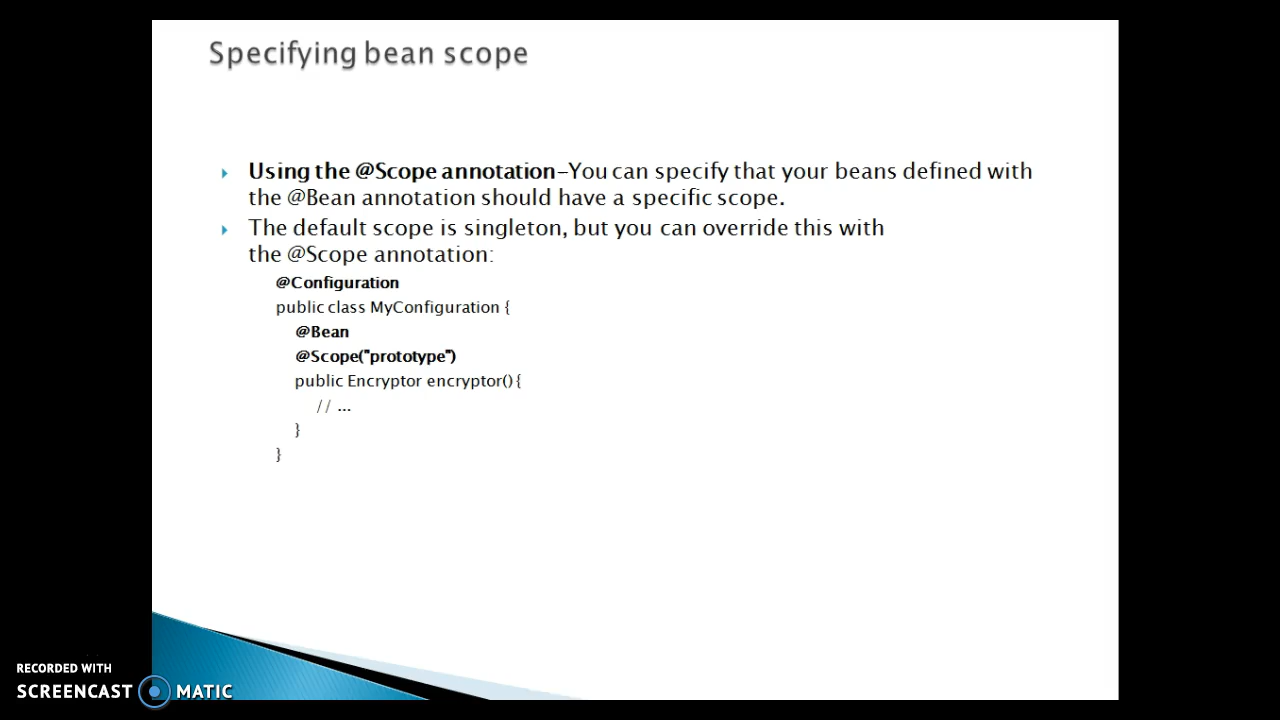 Specifying bean scope
Using the @Scope annotation-You can specify that your beans defined with
the @Bean annotation should have a specific scope.
The default scope is singleton, but you can override this with
the @Scope annotation:
@Configuration
public class MyConfiguration {
@Bean
@Scope("prototype")
public Encryptor encryptor() {
// ...
}
}
RECORDED WITH
SCREENCAST MATIC